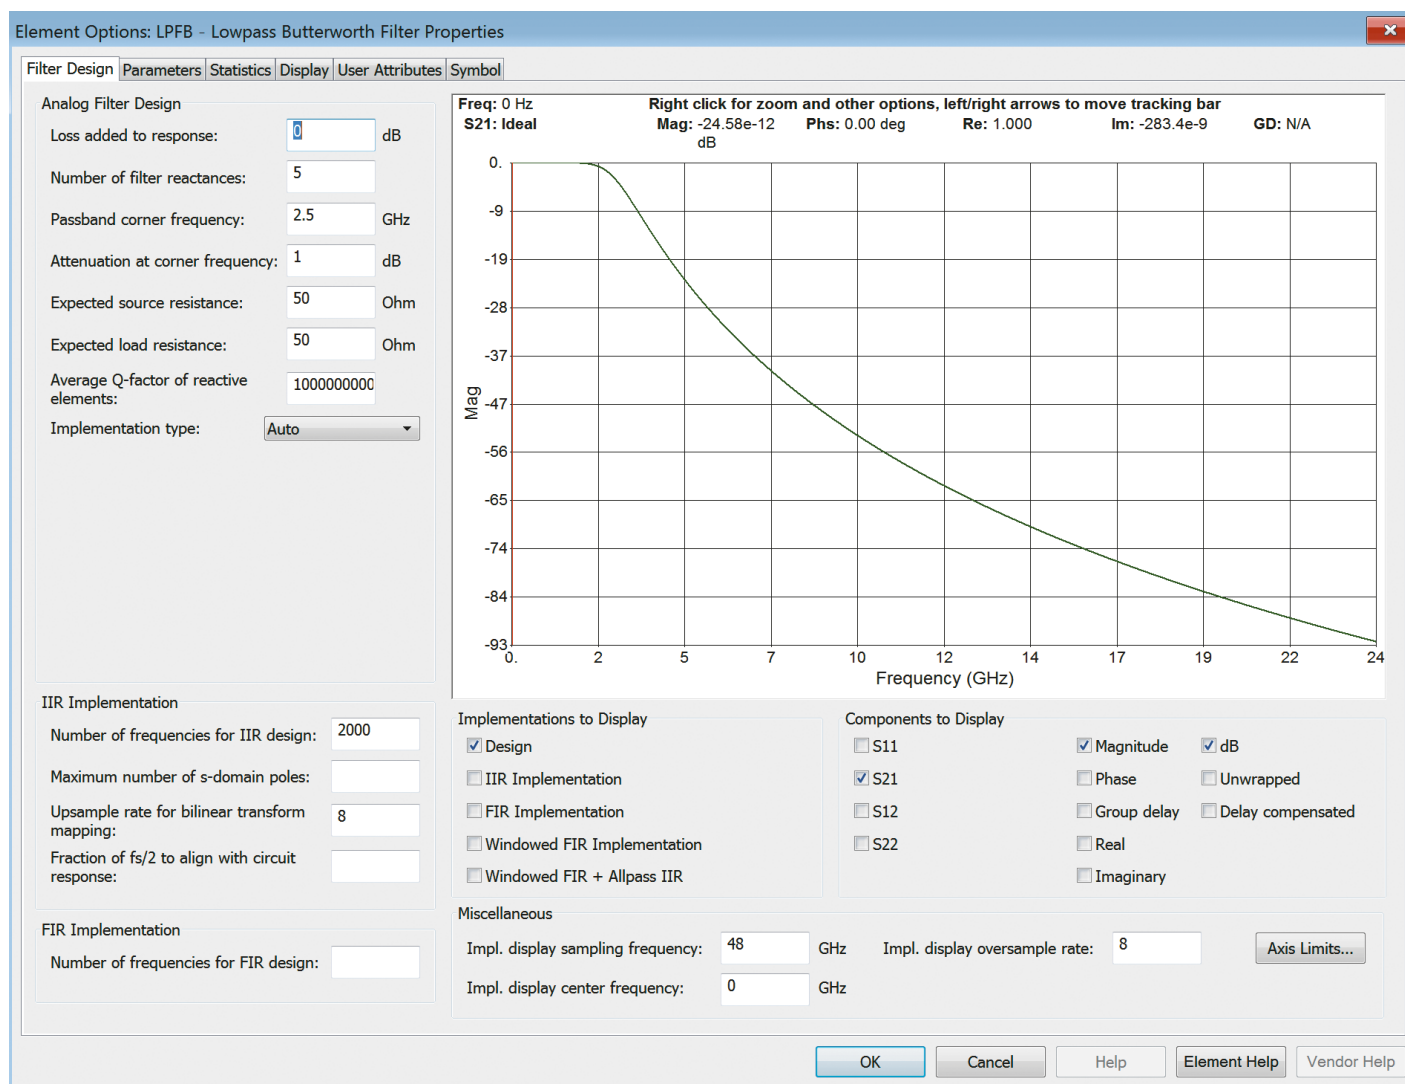 Element Options: LPFB - Lowpass Butterworth Filter Properties
Filter Design Parameters Statistics Display User Attributes Symbol
Analog Filter Design
Loss added to response: 0 dB
Number of filter reactances: 5
Passband corner frequency: 2.5 GHz
Attenuation at corner frequency: 1 dB
Expected source resistance: 50 Ohm
Expected load resistance: 50 Ohm
Average Q-factor of reactive
elements: 1000000000
Implementation type: Auto
Freq: 0 Hz Right click for zoom and other options, left/right arrows to move tracking bar
S21: Ideal Mag: -24.58e-12 Phs: 0.00 deg Re: 1.000 Im: -283.4e-9 GD: N/A
dB
0.
-9
-19
-28
-37
-47
-56
-65
-74
-84
-93
Mag
0. 2 5 7 10 12 14 17 19 22 24
Frequency (GHz)
IIR Implementation
Number of frequencies for IIR design: 2000
Maximum number of s-domain poles:
Upsample rate for bilinear transform
mapping: 8
Fraction of fs/2 to align with circuit
response:
FIR Implementation
Number of frequencies for FIR design:
Implementations to Display
Design
IIR Implementation
FIR Implementation
Windowed FIR Implementation
Windowed FIR + Allpass IIR
Components to Display
S11 Magnitude dB
S21 Phase Unwrapped
S12 Group delay Delay compensated
S22 Real
Imaginary
Miscellaneous
Impl. display sampling frequency: 48 GHz Impl. display oversample rate: 8 Axis Limits...
Impl. display center frequency: 0 GHz
OK Cancel Help Element Help Vendor Help